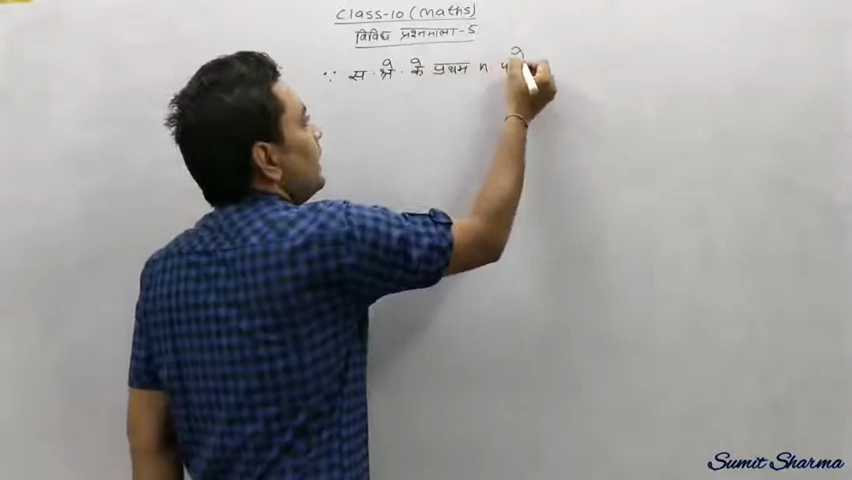 Class-10 (Maths)
विविध प्रश्नमाला - 5
∵ स. श्रे. के प्रथम n
Sumit Sharma